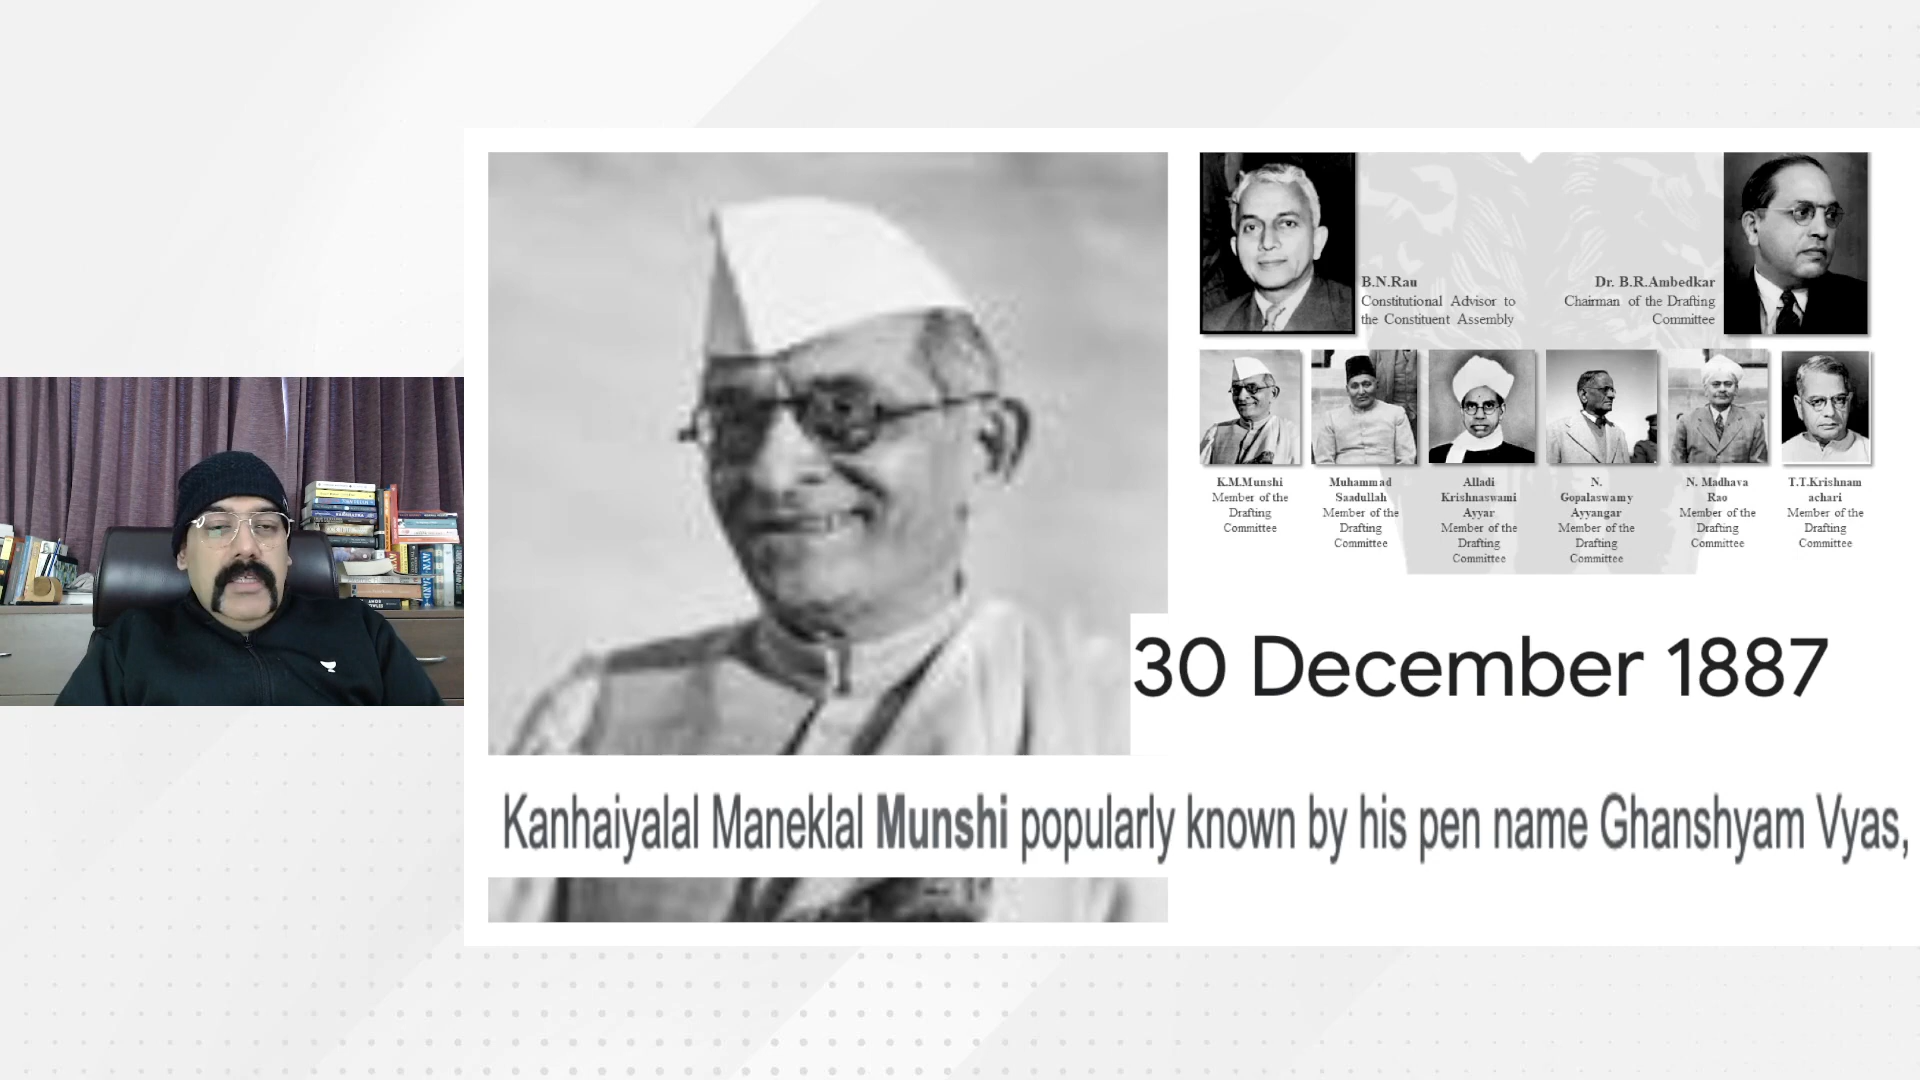 B.N.Rau
Constitutional Advisor to
the Constituent Assembly
Dr. B.R.Ambedkar
Chairman of the Drafting
Committee
K.M.Munshi
Member of the
Drafting
Committee
Muhammad
Saadullah
Member of the
Drafting
Committee
Alladi
Krishnaswami
Ayyar
Member of the
Drafting
Committee
N.
Gopalaswamy
Ayyangar
Member of the
Drafting
Committee
N. Madhava
Rao
Member of the
Drafting
Committee
T.T.Krishnam
achari
Member of the
Drafting
Committee
30 December 1887
Kanhaiyalal Maneklal Munshi popularly known by his pen name Ghanshyam Vyas,